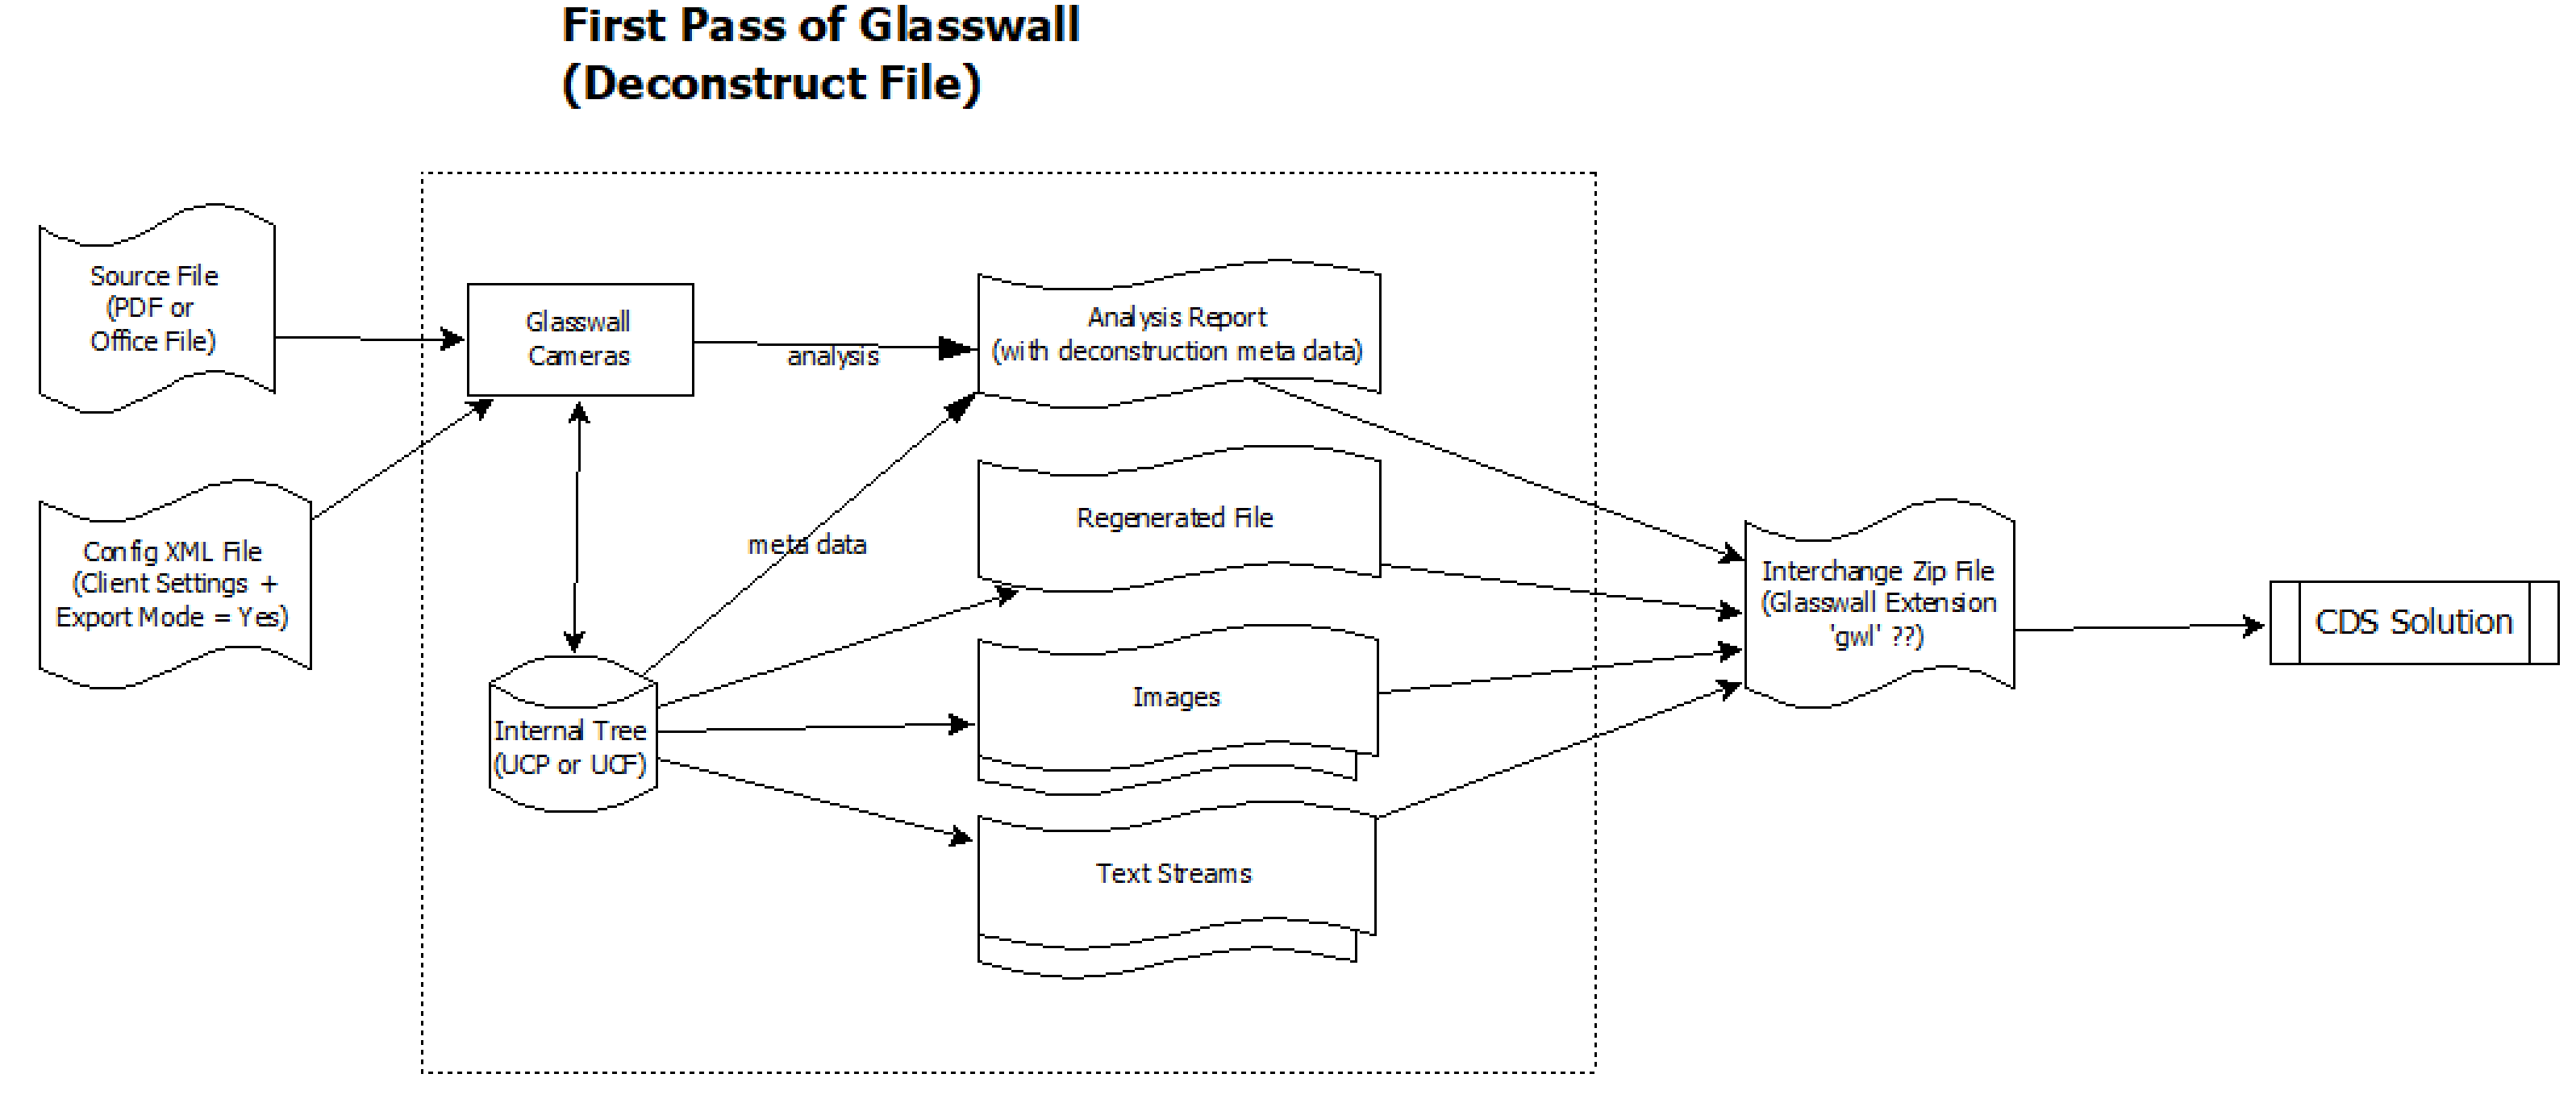 First Pass of Glasswall
(Deconstruct File)
Source File
(PDF or
Office File)
Config XML File
(Client Settings +
Export Mode = Yes)
Glasswall
Cameras
analysis
meta data
Internal Tree
(UCP or UCF)
Analysis Report
(with deconstruction meta data)
Regenerated File
Images
Text Streams
Interchange Zip File
(Glasswall Extension
'gwl' ??)
CDS Solution